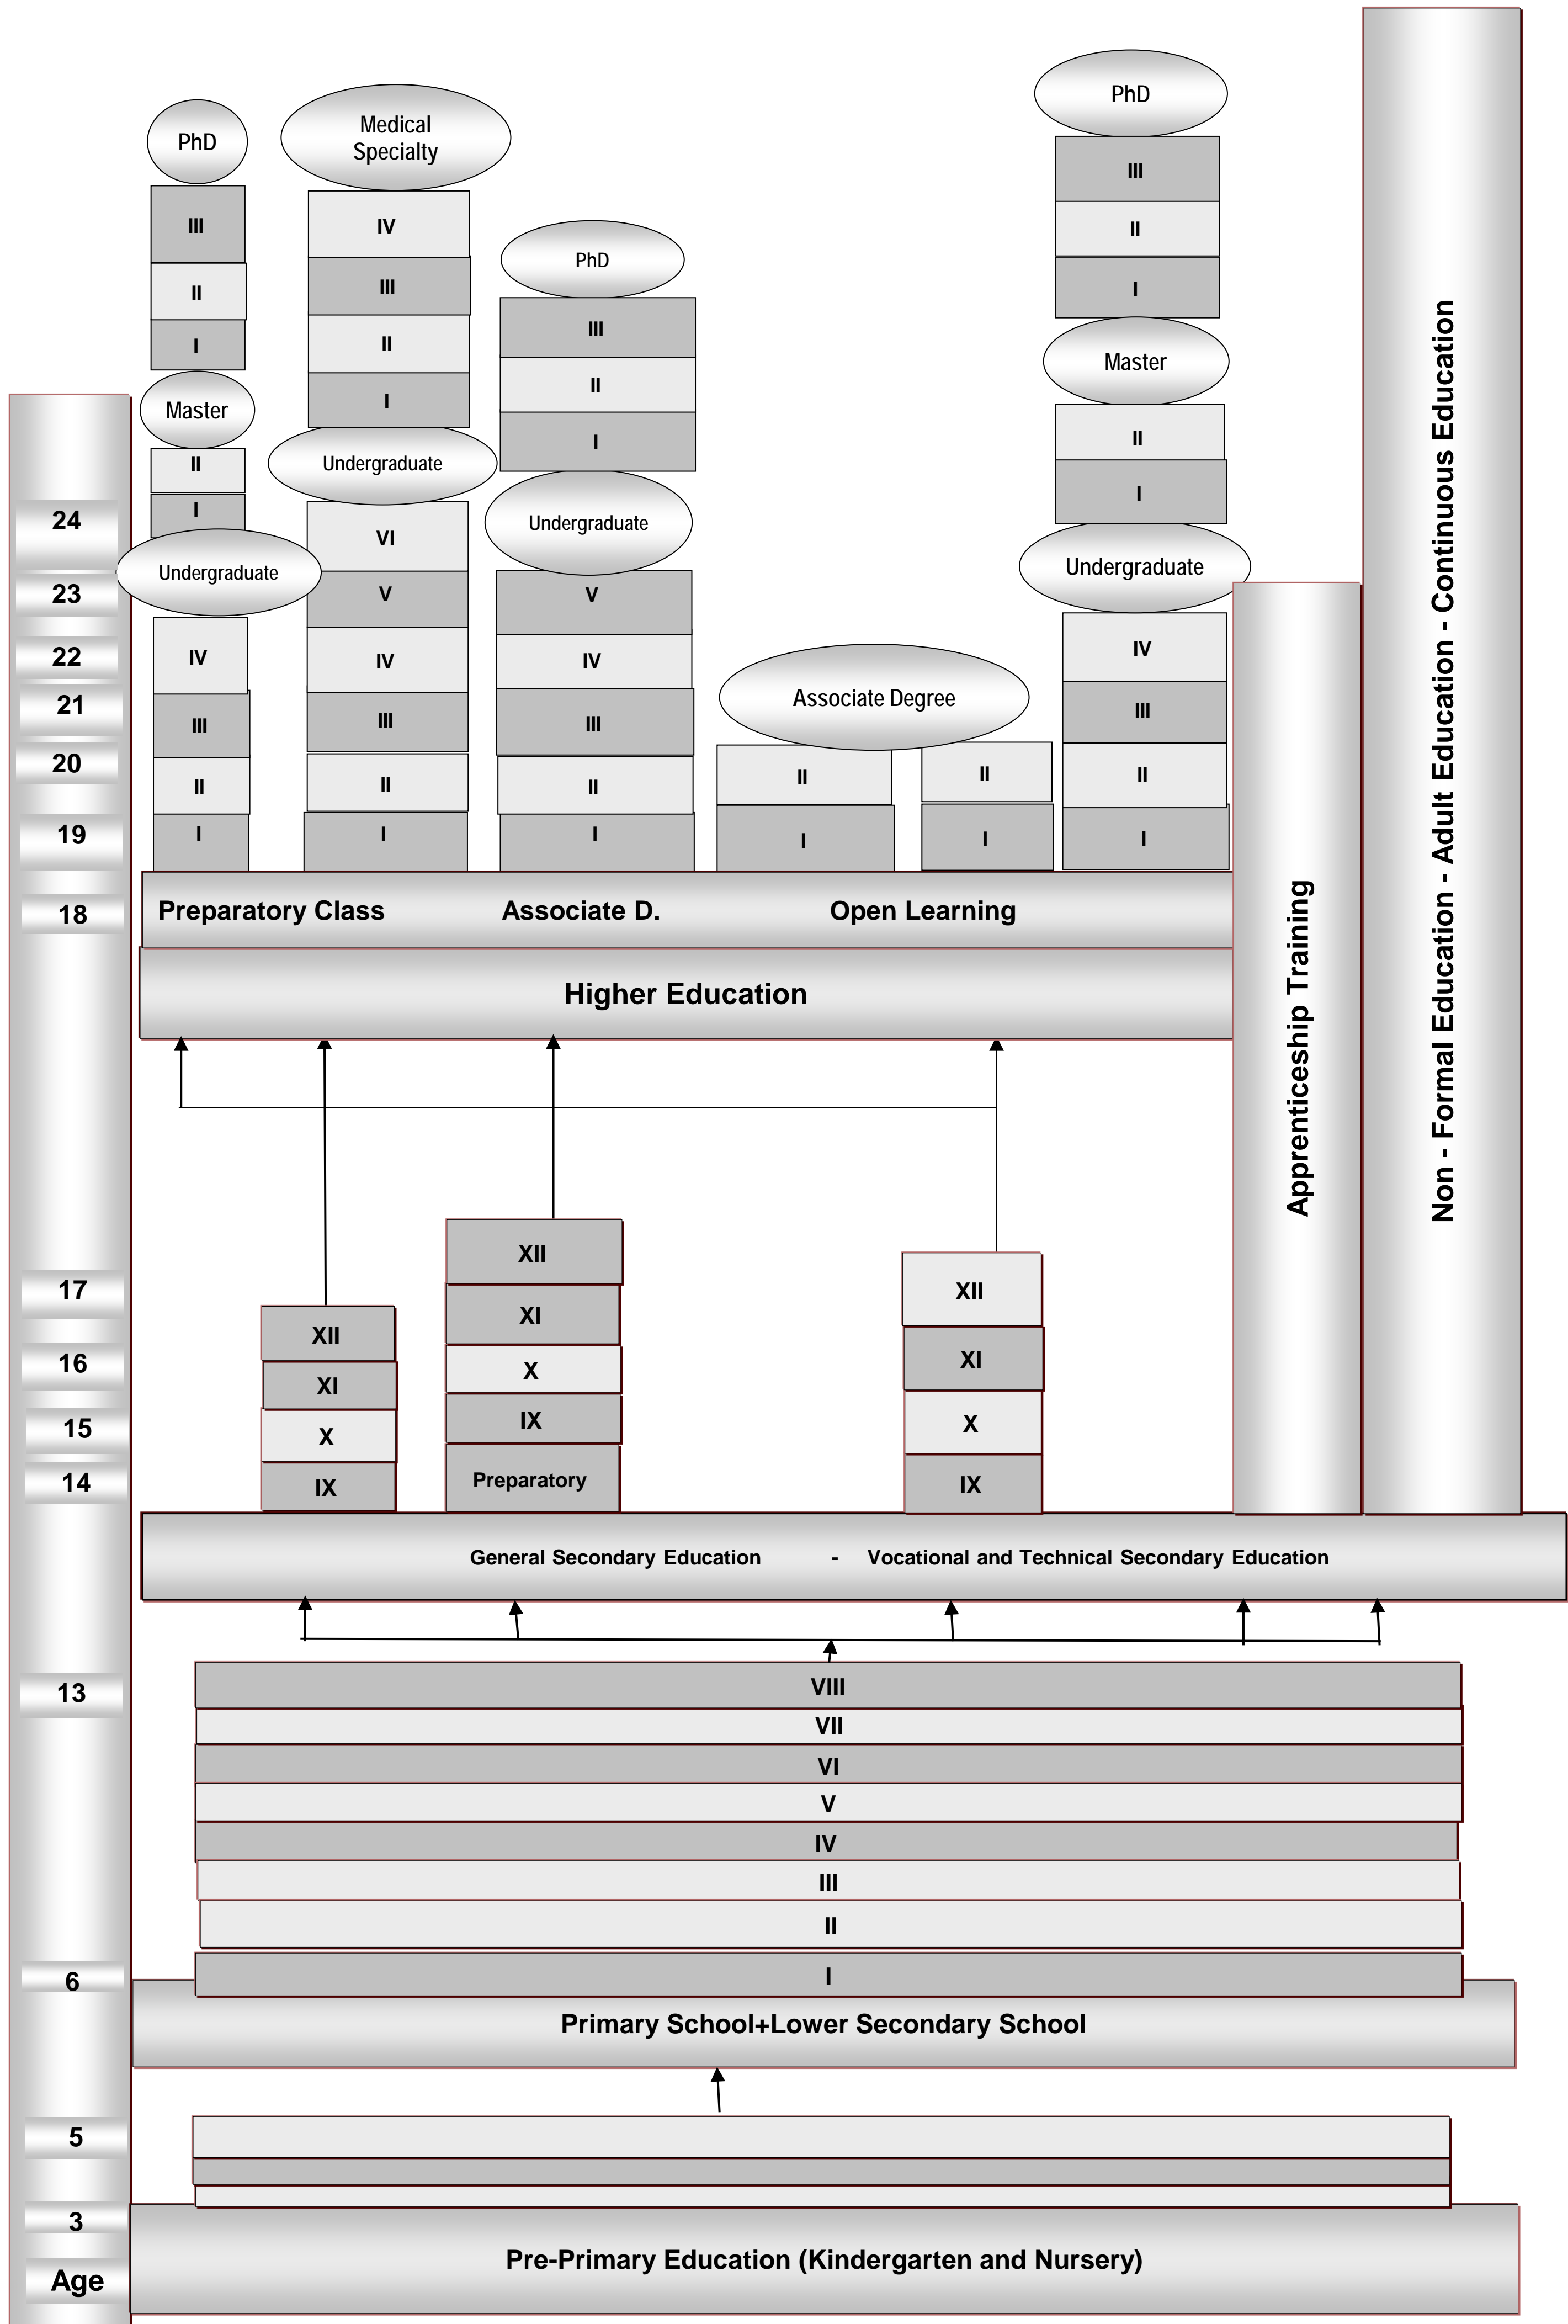 PhD
Medical
Specialty
PhD
III
IV
III
III
II
PhD
II
I
II
III
I
Master
I
II
Master
II
Undergraduate
I
II
I
Undergraduate
I
24
VI
Undergraduate
Undergraduate
23
V
V
22
IV
IV
IV
IV
21
III
III
III
Associate Degree
III
20
II
II
II
II
II
II
19
I
I
I
I
I
I
18
Preparatory Class Associate D. Open Learning
Higher Education
Apprenticeship Training
Non - Formal Education - Adult Education - Continuous Education
XII
17
XII
XI
XII
16
XI
X
XI
15
X
IX
X
14
IX
Preparatory
IX
General Secondary Education - Vocational and Technical Secondary Education
13
VIII
VII
VI
V
IV
III
II
I
6
Primary School+Lower Secondary School
5
3
Pre-Primary Education (Kindergarten and Nursery)
Age